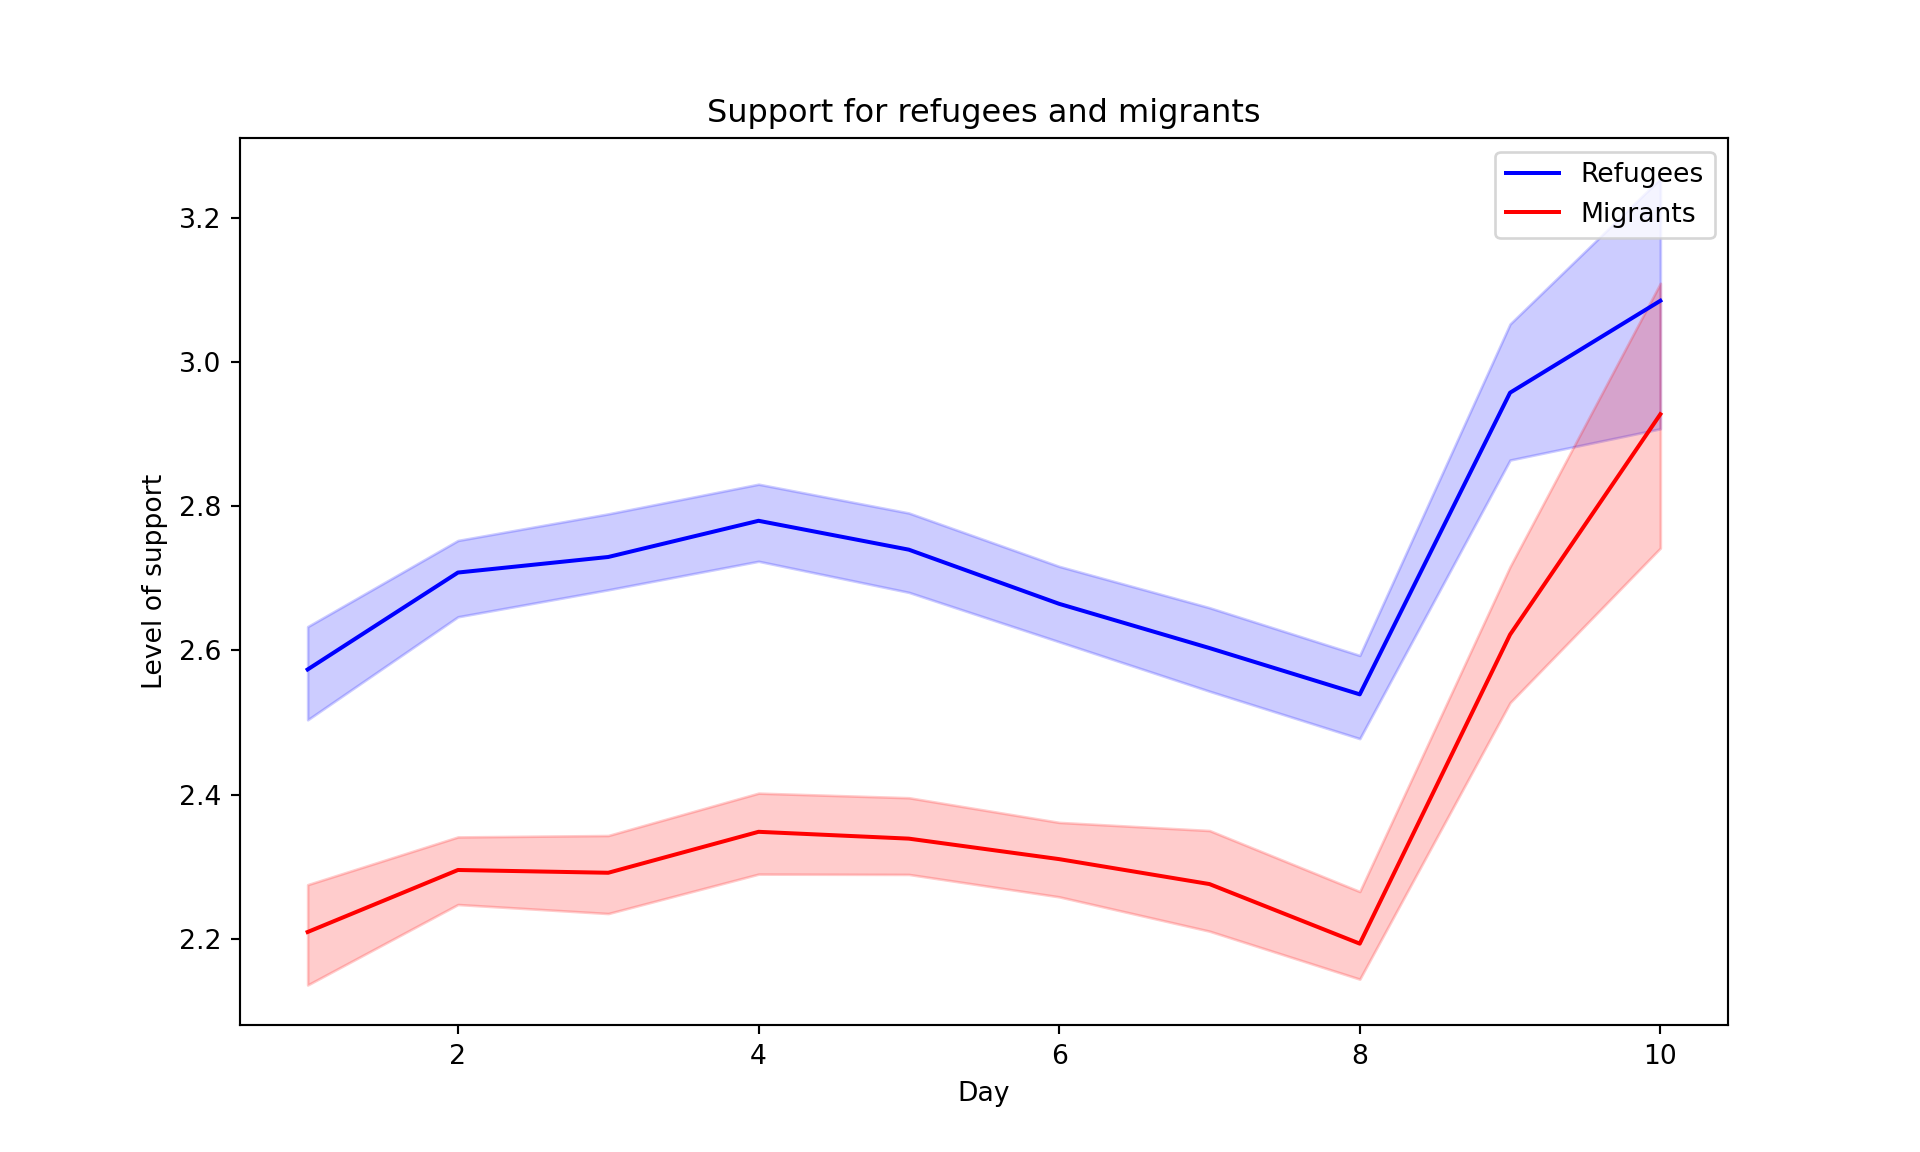 Support for refugees and migrants
Refugees
Migrants
3.2
3.0
2.8
2.6
2.4
2.2
Level of support
2
4
6
8
10
Day